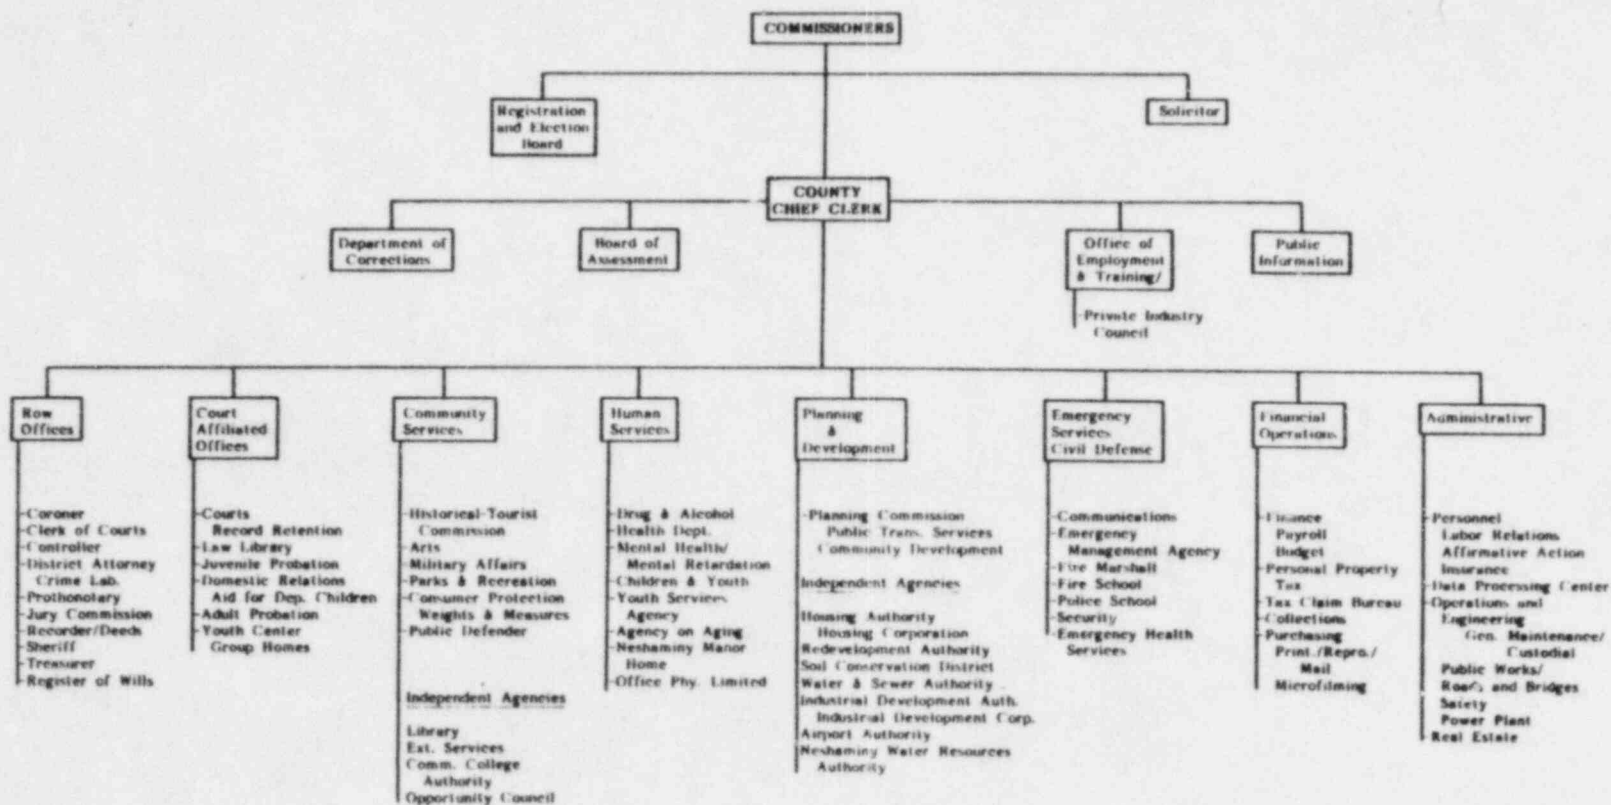 COMMISSIONERS
Registration
and Election
Board
Solicitor
COUNTY
CHIEF CLERK
Department of
Corrections
Board of
Assessment
Office of
Employment
& Training/
Private Industry
Council
Public
Information
Row
Offices
Coroner
Clerk of Courts
Controller
District Attorney
Crime Lab.
Prothonotary
Jury Commission
Recorder/Deeds
Sheriff
Treasurer
Register of Wills
Court
Affiliated
Offices
Courts
Record Retention
Law Library
Juvenile Probation
Domestic Relations
Aid for Dep. Children
Adult Probation
Youth Center
Group Homes
Community
Services
Historical-Tourist
Commission
Arts
Military Affairs
Parks & Recreation
Consumer Protection
Weights & Measures
Public Defender
Independent Agencies
Library
Ext. Services
Comm. College
Authority
Opportunity Council
Human
Services
Drug & Alcohol
Health Dept.
Mental Health/
Mental Retardation
Children & Youth
Youth Services
Agency
Agency on Aging
Neshaminy Manor
Home
Office Phy. Limited
Planning
&
Development
Planning Commission
Public Trans. Services
Community Development
Independent Agencies
Housing Authority
Housing Corporation
Redevelopment Authority
Soil Conservation District
Water & Sewer Authority
Industrial Development Auth.
Industrial Development Corp.
Airport Authority
Neshaminy Water Resources
Authority
Emergency
Services
Civil Defense
Communications
Emergency
Management Agency
Fire Marshall
Fire School
Police School
Security
Emergency Health
Services
Financial
Operations
Finance
Payroll
Budget
Personal Property
Tax
Tax Claim Bureau
Collections
Purchasing
Print./Repro./
Mail
Microfilming
Administrative
Personnel
Labor Relations
Affirmative Action
Insurance
Data Processing Center
Operations and
Engineering
Gen. Maintenance/
Custodial
Public Works/
Roads and Bridges
Safety
Power Plant
Real Estate